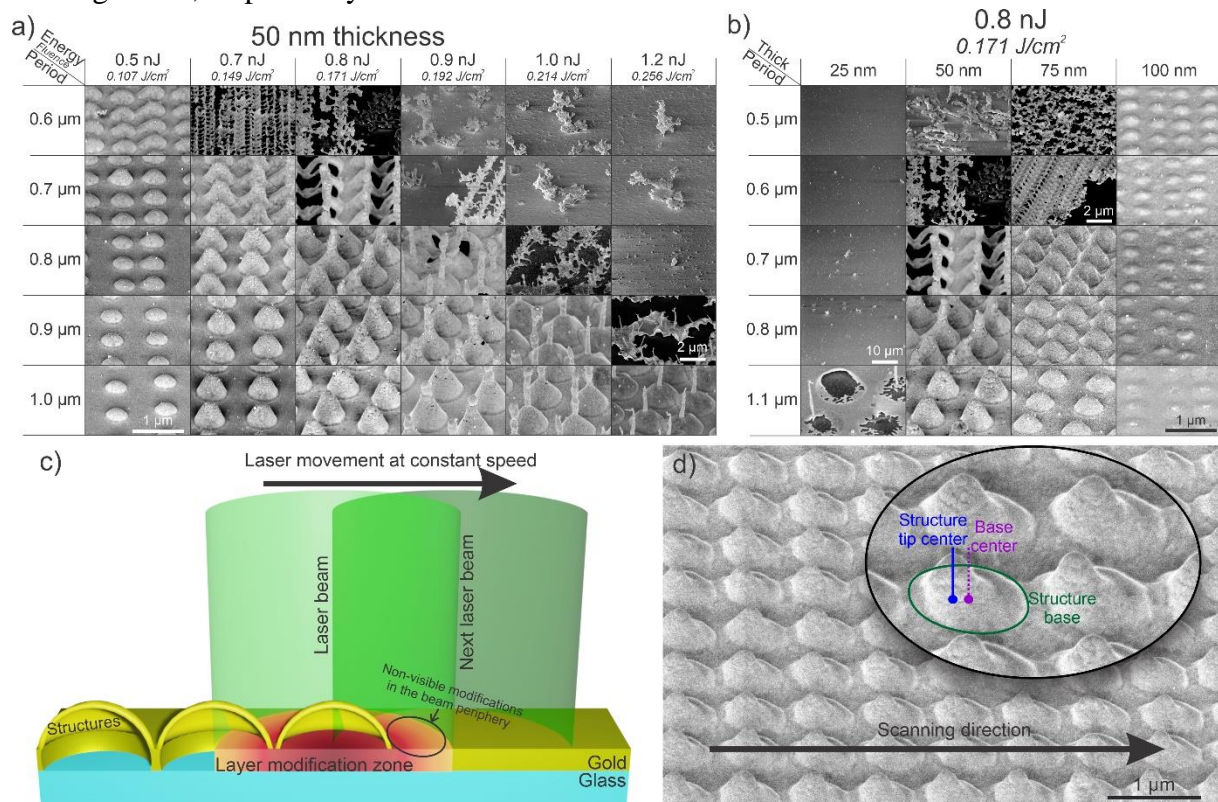 a)
Energy
Fluence
Period
50 nm thickness
0.5 nJ 0.7 nJ 0.8 nJ 0.9 nJ 1.0 nJ 1.2 nJ
0.107 J/cm² 0.149 J/cm² 0.171 J/cm² 0.192 J/cm² 0.214 J/cm² 0.256 J/cm²
0.6 µm
0.7 µm
0.8 µm
0.9 µm
2 µm
1.0 µm
1 µm
b)
0.8 nJ
0.171 J/cm²
Thick
Period
25 nm 50 nm 75 nm 100 nm
0.5 µm
0.6 µm
2 µm
0.7 µm
0.8 µm
10 µm
1.1 µm
1 µm
c)
Laser movement at constant speed
Laser beam
Next laser beam
Non-visible modifications
in the beam periphery
Structures
Layer modification zone
Gold
Glass
d)
Structure
tip center
Base
center
Structure
base
Scanning direction
1 µm